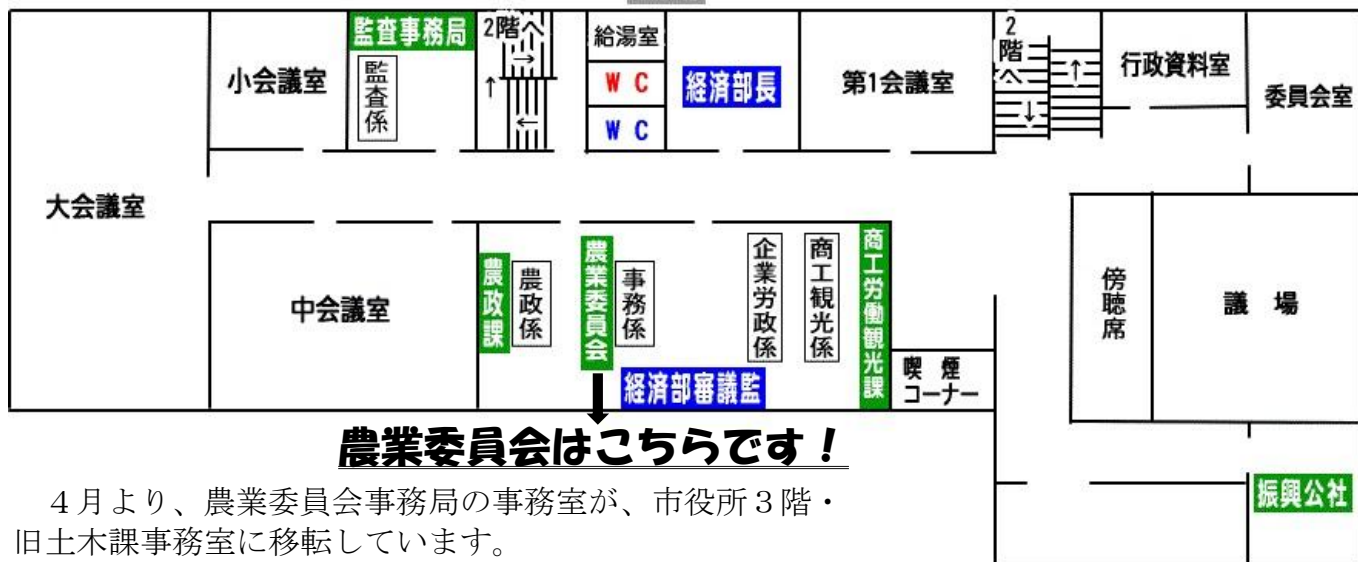 監査事務局
2階へ
→
↑
←
給湯室
WC
WC
小会議室
監査係
経済部長
第1会議室
2階へ
↑
↓
行政資料室
委員会室
大会議室
中会議室
農政課
農政係
農業委員会
事務係
企業労政係
商工観光係
商工労働観光課
経済部審議監
喫煙
コーナー
傍聴席
議場
振興公社
農業委員会はこちらです！
４月より、農業委員会事務局の事務室が、市役所３階・
旧土木課事務室に移転しています。